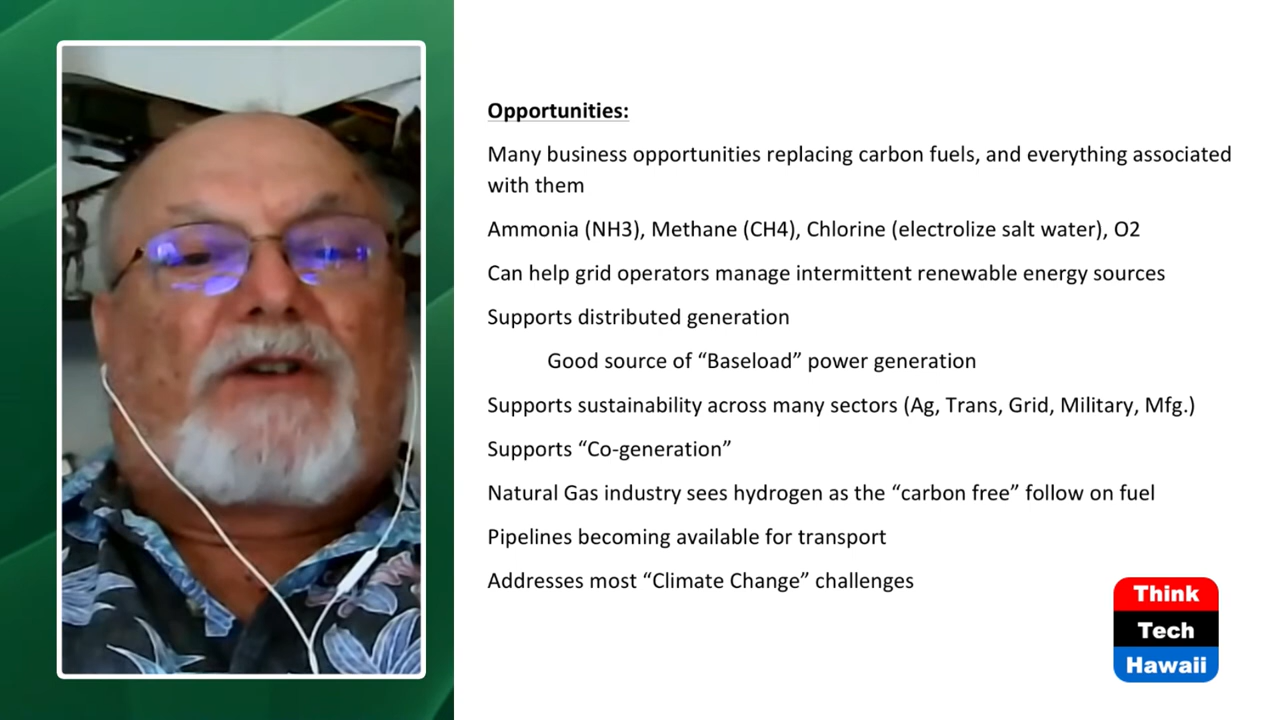 Opportunities:
Many business opportunities replacing carbon fuels, and everything associated
with them
Ammonia (NH3), Methane (CH4), Chlorine (electrolize salt water), O2
Can help grid operators manage intermittent renewable energy sources
Supports distributed generation
Good source of “Baseload” power generation
Supports sustainability across many sectors (Ag, Trans, Grid, Military, Mfg.)
Supports “Co-generation”
Natural Gas industry sees hydrogen as the “carbon free” follow on fuel
Pipelines becoming available for transport
Addresses most “Climate Change” challenges
Think
Tech
Hawaii